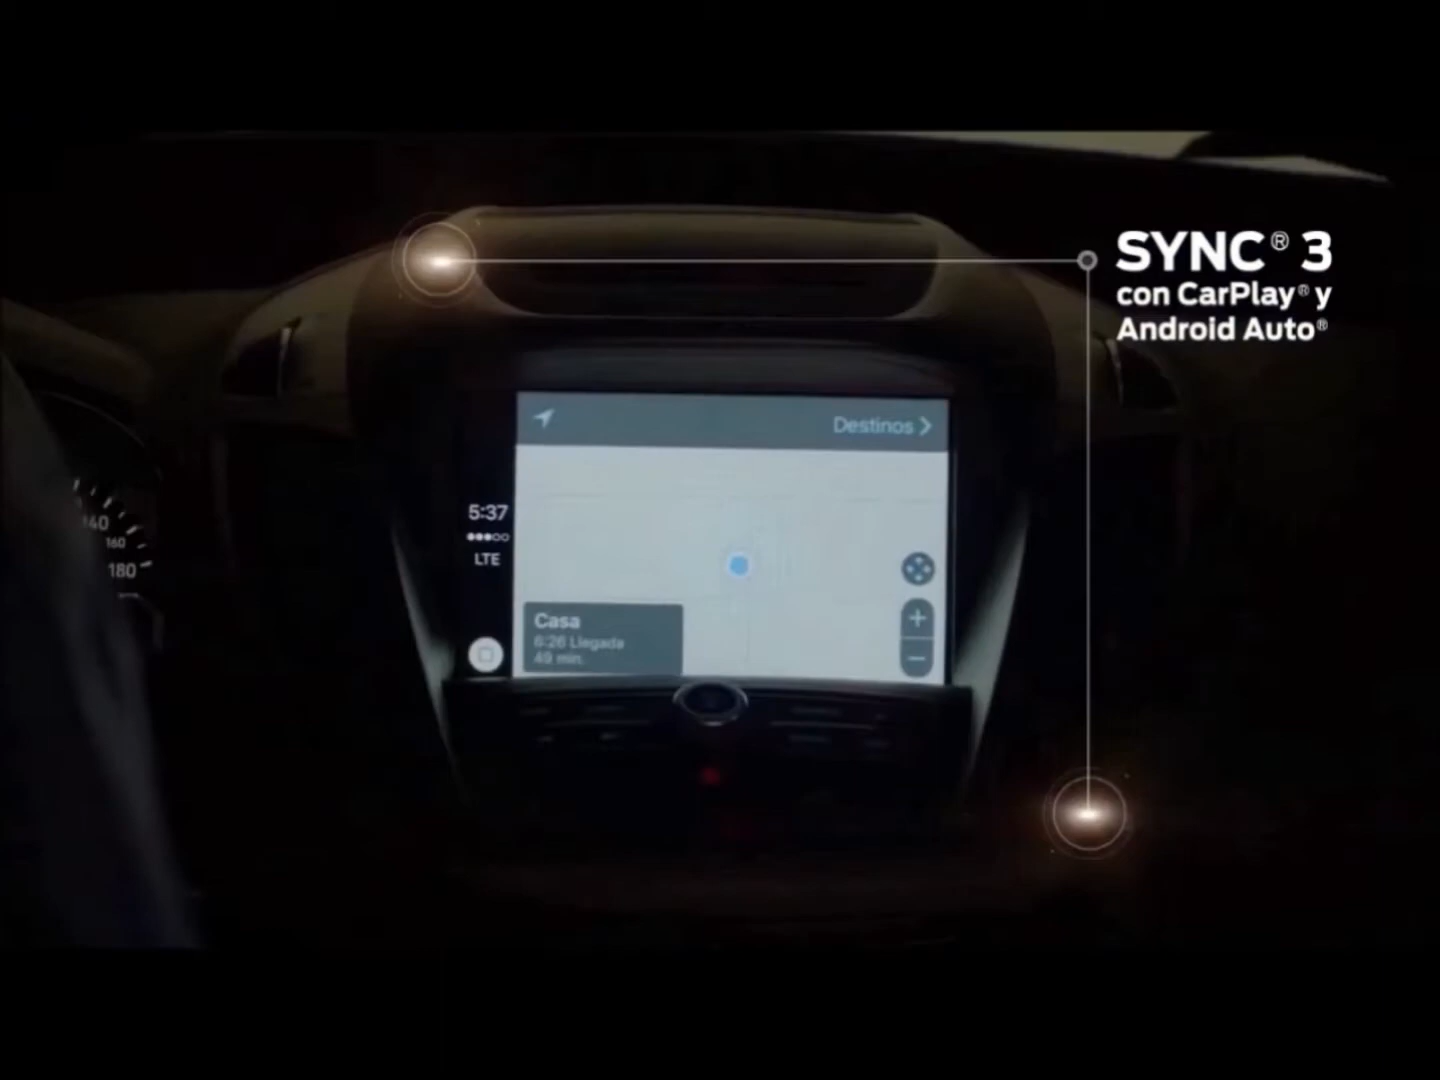 SYNC® 3
con CarPlay® y
Android Auto®
Destinos
5:37
LTE
Casa
6:26 Llegada
49 min.
140
160
180